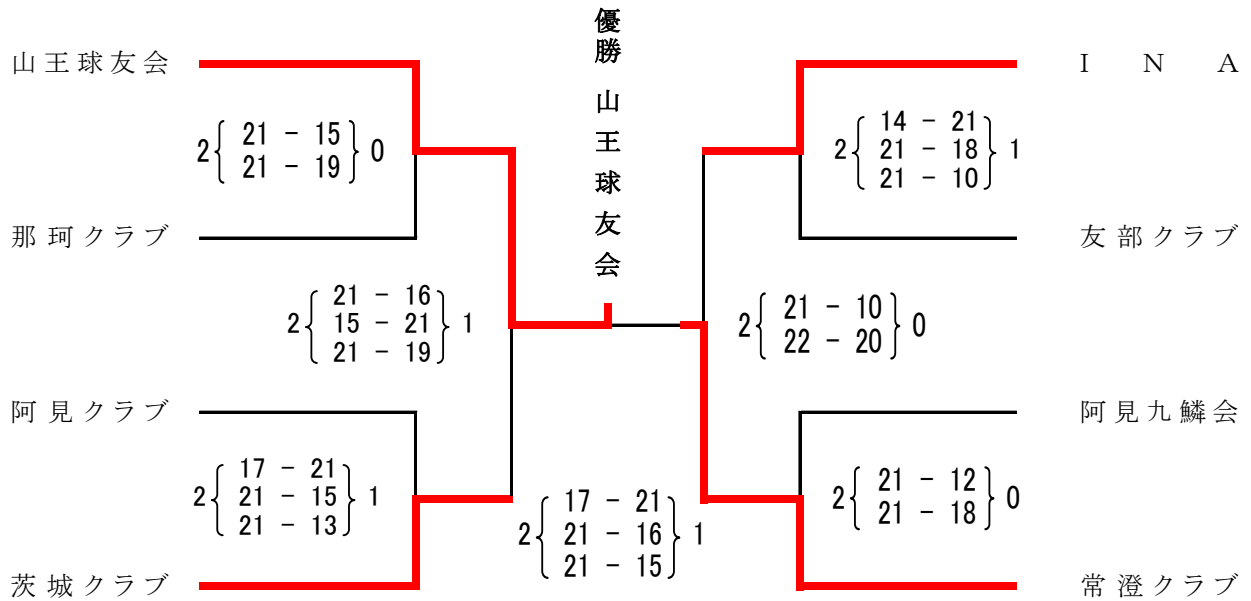 優勝 山王球友会
山王球友会
2 { 21 - 15 } 0
21 - 19
那珂クラブ
2 { 21 - 16 } 1
15 - 21
21 - 19
阿見クラブ
2 { 17 - 21 } 1
21 - 15
21 - 13
茨城クラブ
2 { 17 - 21 } 1
21 - 16
21 - 15
I N A
2 { 14 - 21 } 1
21 - 18
21 - 10
友部クラブ
2 { 21 - 10 } 0
22 - 20
阿見九鱗会
2 { 21 - 12 } 0
21 - 18
常澄クラブ